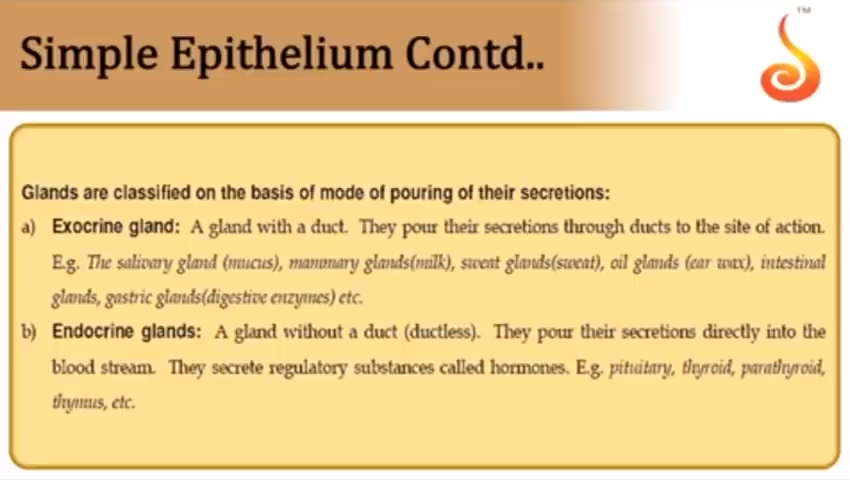 Simple Epithelium Contd..
TM
Glands are classified on the basis of mode of pouring of their secretions:
a) Exocrine gland: A gland with a duct. They pour their secretions through ducts to the site of action.
E.g. The salivary gland (mucus), mammary glands(milk), sweat glands(sweat), oil glands (ear wax), intestinal
glands, gastric glands(digestive enzymes) etc.
b) Endocrine glands: A gland without a duct (ductless). They pour their secretions directly into the
blood stream. They secrete regulatory substances called hormones. E.g. pituitary, thyroid, parathyroid,
thymus, etc.